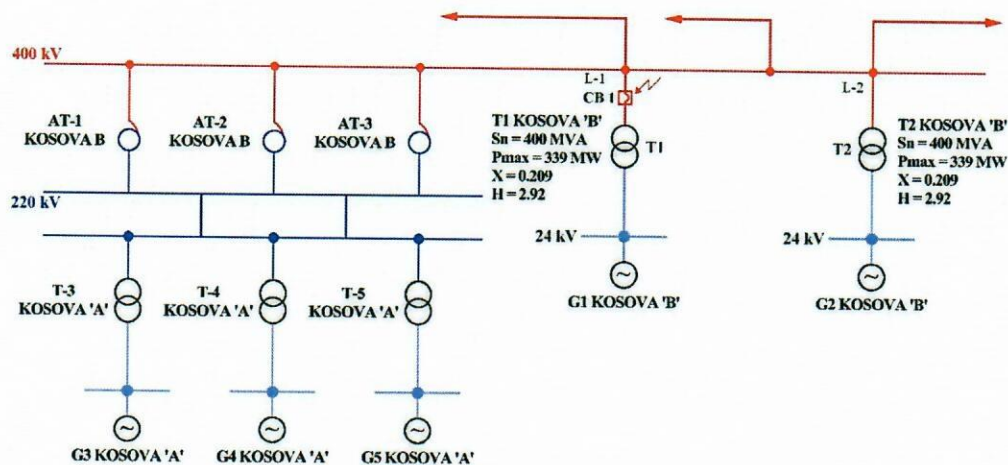 400 kV
L-1
CB 1
L-2
AT-1
KOSOVA B
AT-2
KOSOVA B
AT-3
KOSOVA B
T1 KOSOVA 'B'
Sn = 400 MVA
Pmax = 339 MW
X = 0.209
H = 2.92
T1
T2
T2 KOSOVA 'B'
Sn = 400 MVA
Pmax = 339 MW
X = 0.209
H = 2.92
220 kV
24 kV
24 kV
T-3
KOSOVA 'A'
T-4
KOSOVA 'A'
T-5
KOSOVA 'A'
G1 KOSOVA 'B'
G2 KOSOVA 'B'
G3 KOSOVA 'A'
G4 KOSOVA 'A'
G5 KOSOVA 'A'